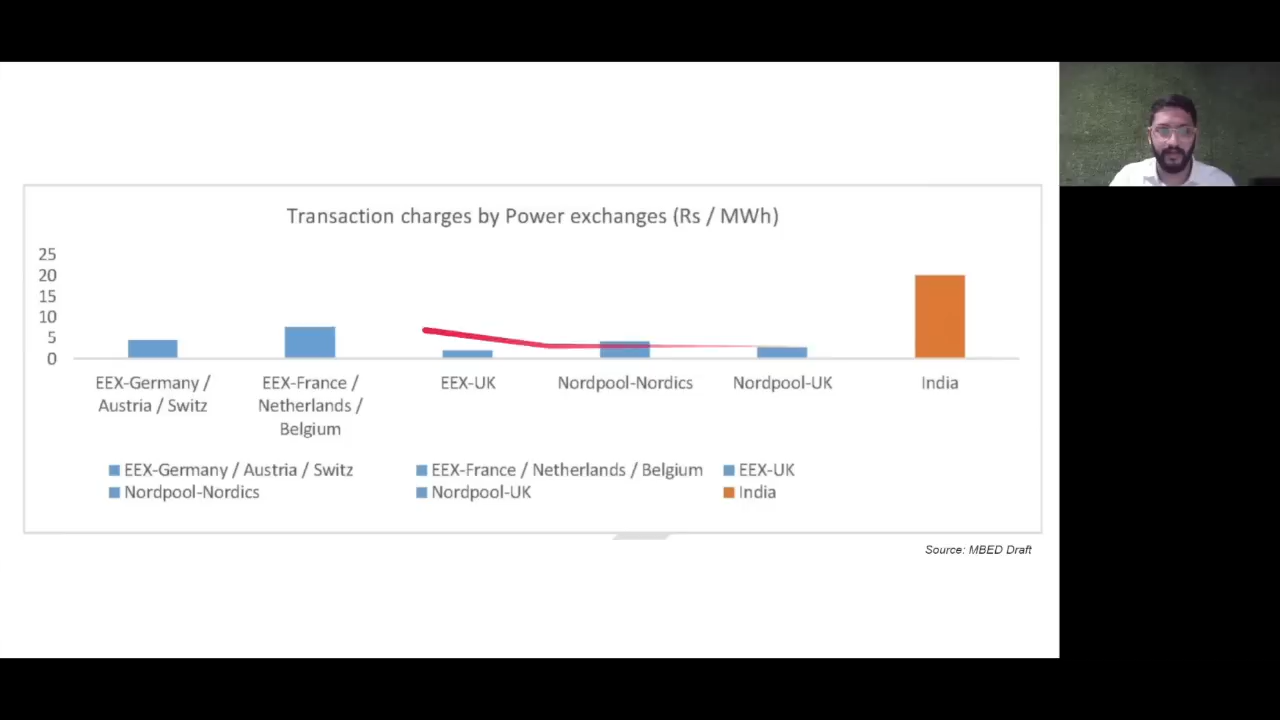 Transaction charges by Power exchanges (Rs / MWh)
25
20
15
10
5
0
EEX-Germany /
Austria / Switz
EEX-France /
Netherlands /
Belgium
EEX-UK
Nordpool-Nordics
Nordpool-UK
India
EEX-Germany / Austria / Switz
EEX-France / Netherlands / Belgium
EEX-UK
Nordpool-Nordics
Nordpool-UK
India
Source: MBED Draft